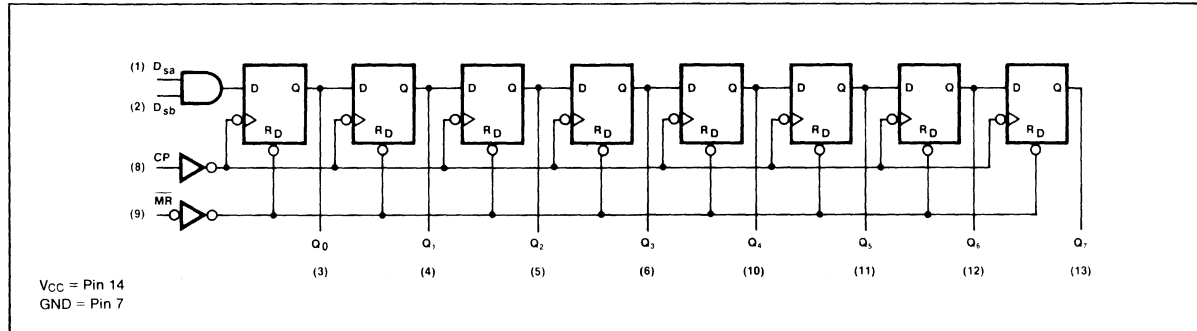 (1) Dsa
(2) Dsb
D Q D Q D Q D Q D Q D Q D Q D Q
RD RD RD RD RD RD RD RD
(8) CP
(9) M̅R̅
Q0 Q1 Q2 Q3 Q4 Q5 Q6 Q7
(3) (4) (5) (6) (10) (11) (12) (13)
VCC = Pin 14
GND = Pin 7